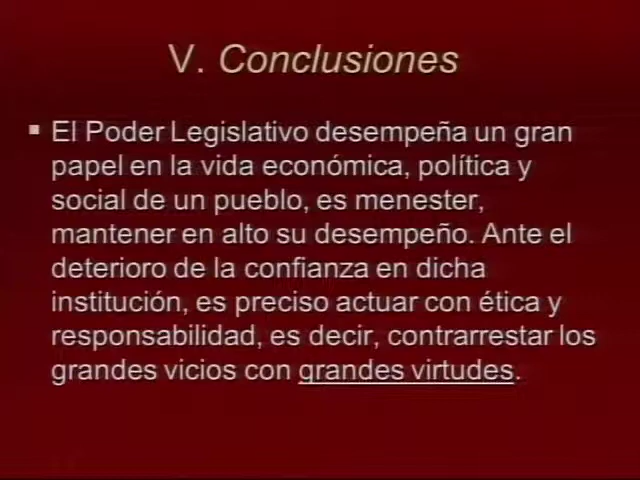 V. Conclusiones
▪ El Poder Legislativo desempeña un gran
papel en la vida económica, política y
social de un pueblo, es menester,
mantener en alto su desempeño. Ante el
deterioro de la confianza en dicha
institución, es preciso actuar con ética y
responsabilidad, es decir, contrarrestar los
grandes vicios con grandes virtudes.